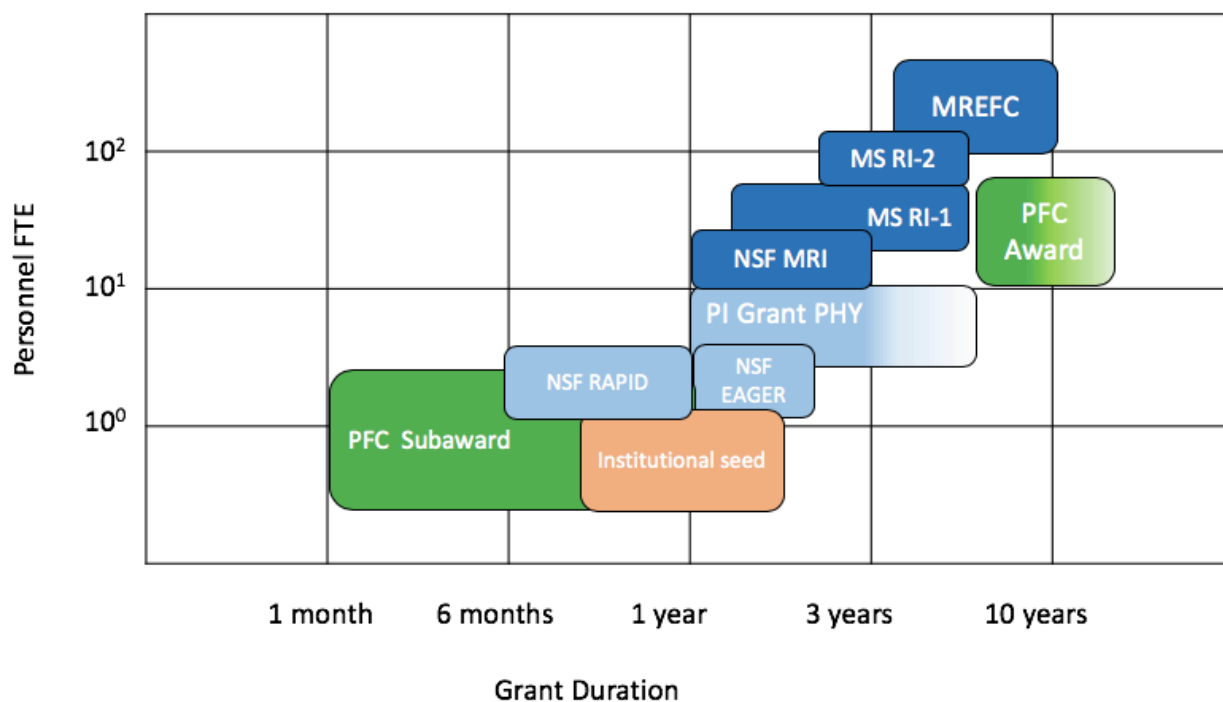 Personnel FTE
10²
10¹
10⁰
MREFC
MS RI-2
MS RI-1
PFC
Award
NSF MRI
PI Grant PHY
NSF RAPID
NSF
EAGER
PFC Subaward
Institutional seed
1 month
6 months
1 year
3 years
10 years
Grant Duration